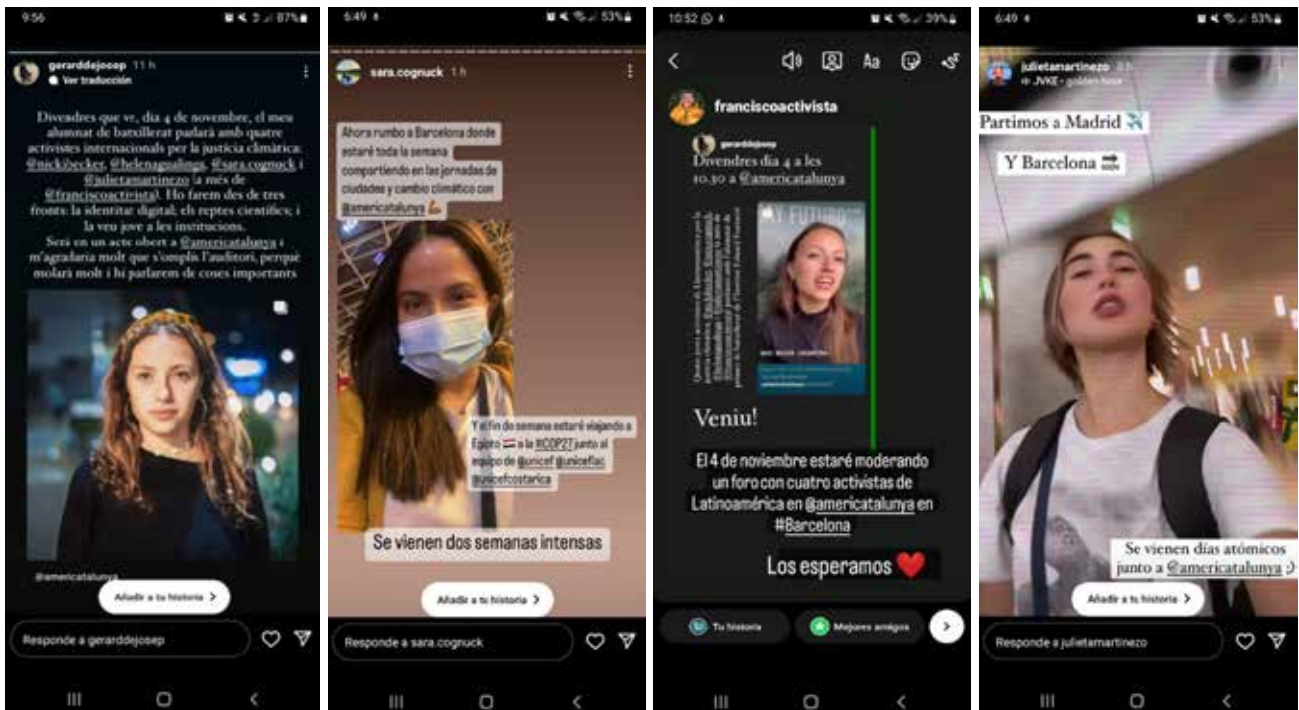 9:56
87%
gerarddejosep 11 h
Ver traducción
Divendres que ve, dia 4 de novembre, el meu
alumnat de batxillerat parlarà amb quatre
activistes internacionals per la justícia climàtica:
@nickibecker, @helenagualinga, @sara.cognuck i
@julietamartinezo (a més de
@franciscoactivista). Ho farem des de tres
fronts: la identitat digital; els reptes científics; i
la veu jove a les institucions.
Serà en un acte obert a @americatalunya i
m'agradaria molt que s'omplís l'auditori, perquè
molarà molt i hi parlarem de coses importants
@americatalunya
Añadir a tu historia >
Responde a gerarddejosep
6:49
53%
sara.cognuck 1 h
Ahora rumbo a Barcelona donde
estaré toda la semana
compartiendo en las jornadas de
ciudades y cambio climático con
@americatalunya
Y el fin de semana estaré viajando a
Egipto a la #COP27 junto al
equipo de @unicef @uniceflac
@unicefcostarica
Se vienen dos semanas intensas
Añadir a tu historia >
Responde a sara.cognuck
10:52
39%
Aa
franciscoactivista
gerarddejosep
Divendres dia 4 a les
10.30 a @americatalunya
MY FUTURO
Veniu!
El 4 de noviembre estaré moderando
un foro con cuatro activistas de
Latinoamérica en @americatalunya en
#Barcelona
Los esperamos
Tu historia
Mejores amigos
6:49
53%
julietamartinezo
JVKE - golden hour
Partimos a Madrid
Y Barcelona
Se vienen días atómicos
junto a @americatalunya ;)
Añadir a tu historia >
Responde a julietamartinezo